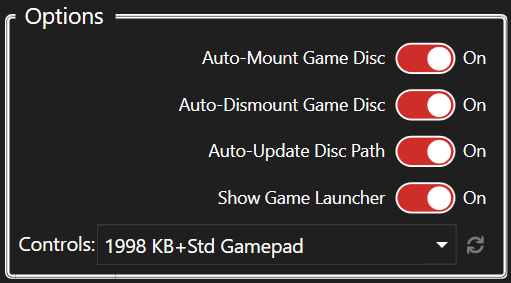 Options
Auto-Mount Game Disc On
Auto-Dismount Game Disc On
Auto-Update Disc Path On
Show Game Launcher On
Controls: 1998 KB+Std Gamepad